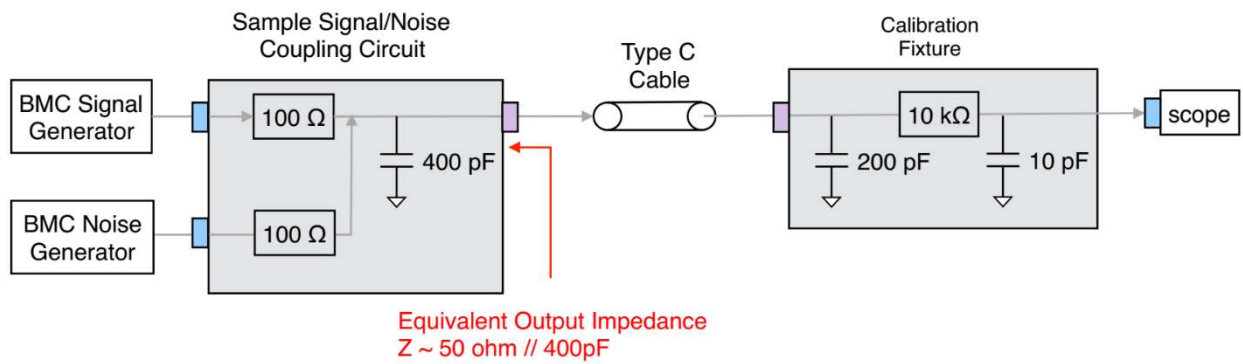 Sample Signal/Noise
Coupling Circuit
BMC Signal
Generator
100 Ω
400 pF
BMC Noise
Generator
100 Ω
Equivalent Output Impedance
Z ~ 50 ohm // 400pF
Type C
Cable
Calibration
Fixture
10 kΩ
200 pF
10 pF
scope